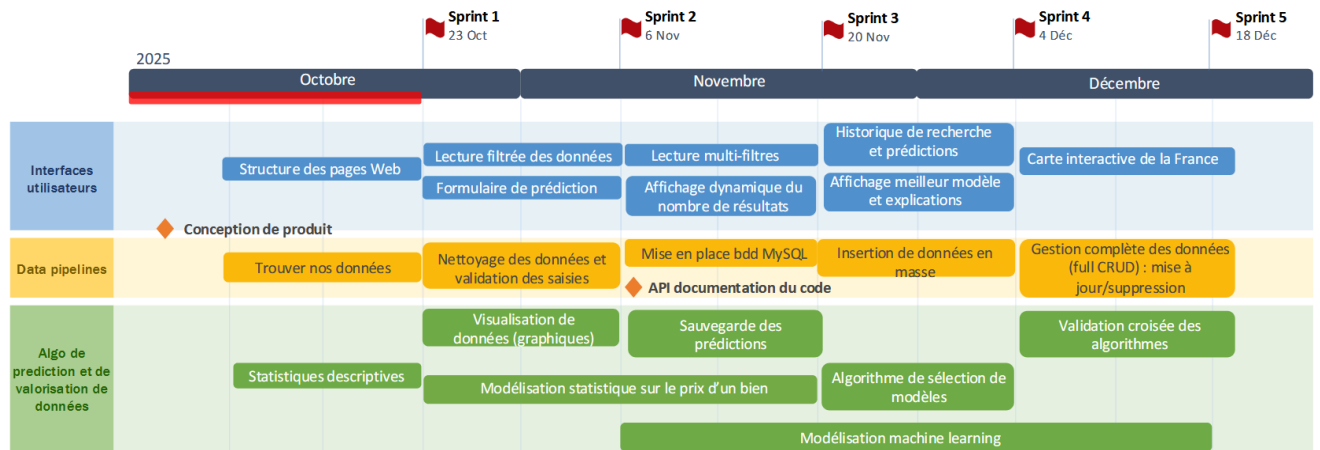 Sprint 1
23 Oct
Sprint 2
6 Nov
Sprint 3
20 Nov
Sprint 4
4 Déc
Sprint 5
18 Déc
2025
Octobre
Novembre
Décembre
Interfaces
utilisateurs
Structure des pages Web
Lecture filtrée des données
Formulaire de prédiction
Lecture multi-filtres
Affichage dynamique du
nombre de résultats
Historique de recherche
et prédictions
Affichage meilleur modèle
et explications
Carte interactive de la France
Conception de produit
Data pipelines
Trouver nos données
Nettoyage des données et
validation des saisies
Mise en place bdd MySQL
API documentation du code
Insertion de données en
masse
Gestion complète des données
(full CRUD) : mise à
jour/suppression
Algo de
prediction et de
valorisation de
données
Statistiques descriptives
Visualisation de
données (graphiques)
Modélisation statistique sur le prix d’un bien
Sauvegarde des
prédictions
Algorithme de sélection de
modèles
Validation croisée des
algorithmes
Modélisation machine learning